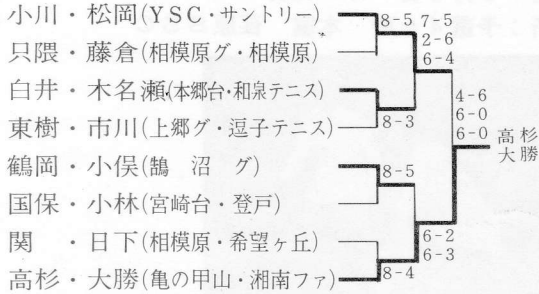 小川・松岡(YSC・サントリー)
只隈・藤倉(相模原グ・相模原)
白井・木名瀬(本郷台・和泉テニス)
東樹・市川(上郷グ・逗子テニス)
鶴岡・小俣(鵠 沼 グ)
国保・小林(宮崎台・登戸)
関 ・日下(相模原・希望ヶ丘)
高杉・大勝(亀の甲山・湘南ファ)
8-5
8-3
8-5
8-4
7-5
2-6
6-4
6-2
6-3
4-6
6-0
6-0
高杉
大勝